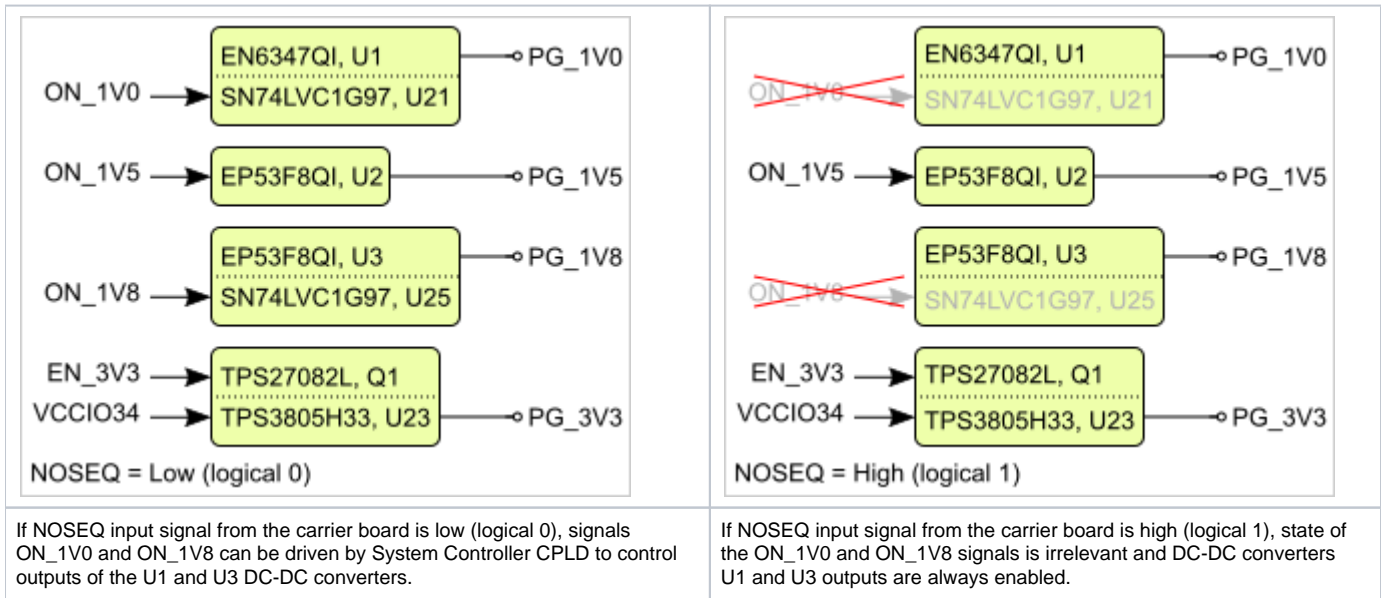 EN6347QI, U1
PG_1V0
ON_1V0
SN74LVC1G97, U21
ON_1V5
EP53F8QI, U2
PG_1V5
EP53F8QI, U3
PG_1V8
ON_1V8
SN74LVC1G97, U25
EN_3V3
TPS27082L, Q1
VCCIO34
TPS3805H33, U23
PG_3V3
NOSEQ = Low (logical 0)
If NOSEQ input signal from the carrier board is low (logical 0), signals
ON_1V0 and ON_1V8 can be driven by System Controller CPLD to control
outputs of the U1 and U3 DC-DC converters.
EN6347QI, U1
PG_1V0
ON_1V0
SN74LVC1G97, U21
ON_1V5
EP53F8QI, U2
PG_1V5
EP53F8QI, U3
PG_1V8
ON_1V8
SN74LVC1G97, U25
EN_3V3
TPS27082L, Q1
VCCIO34
TPS3805H33, U23
PG_3V3
NOSEQ = High (logical 1)
If NOSEQ input signal from the carrier board is high (logical 1), state of
the ON_1V0 and ON_1V8 signals is irrelevant and DC-DC converters
U1 and U3 outputs are always enabled.